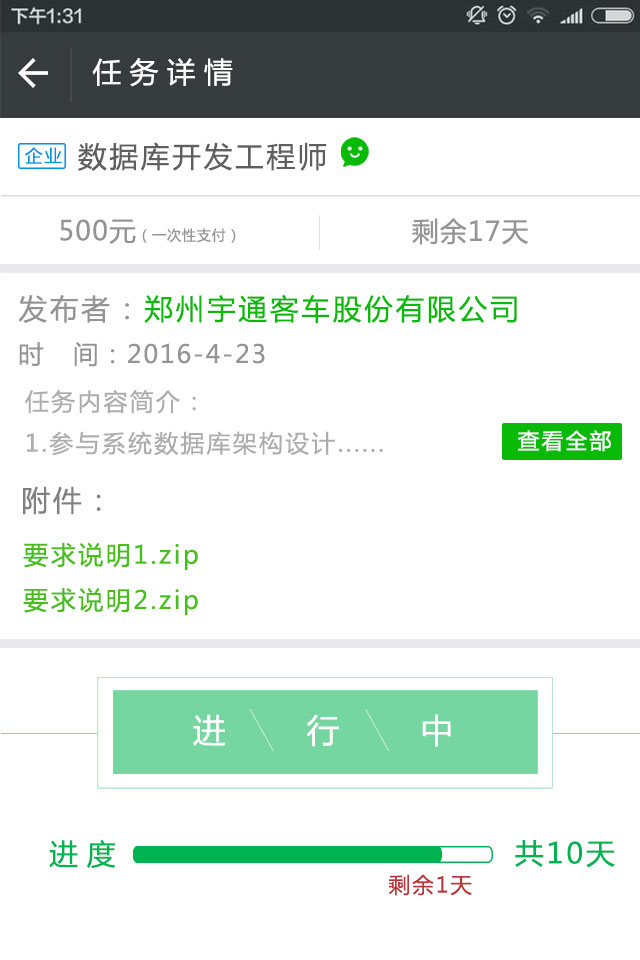 下午1:31
任务详情
企业 数据库开发工程师
500元(一次性支付) 剩余17天
发布者：郑州宇通客车股份有限公司
时 间：2016-4-23
任务内容简介：
1.参与系统数据库架构设计...... 查看全部
附件：
要求说明1.zip
要求说明2.zip
进 行 中
进度 共10天
剩余1天